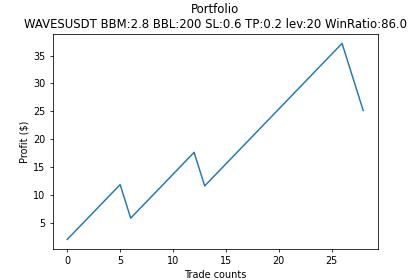 Portfolio
WAVESUSDT BBM:2.8 BBL:200 SL:0.6 TP:0.2 lev:20 WinRatio:86.0
35
30
25
20
15
10
5
Profit ($)
0 5 10 15 20 25
Trade counts